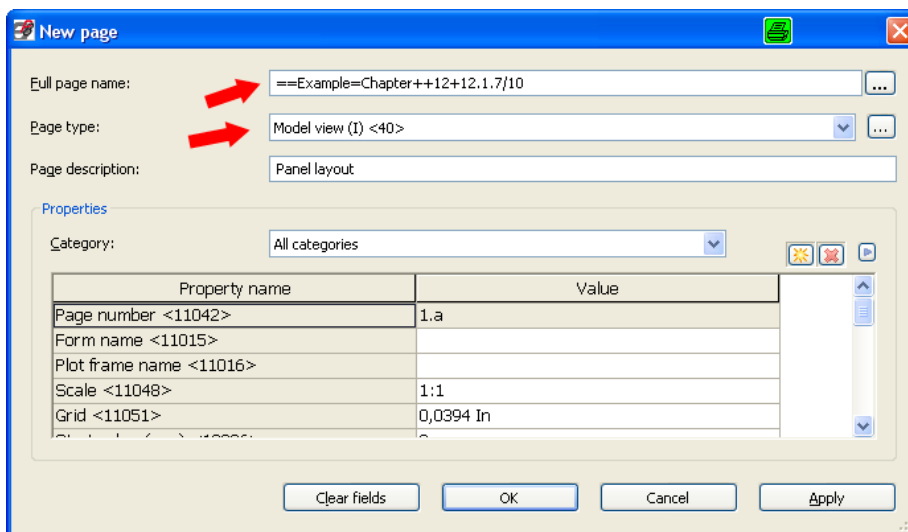 New page
Full page name: ==Example=Chapter++12+12.1.7/10 ...
Page type: Model view (I) <40> ...
Page description: Panel layout
Properties
Category: All categories
Property name Value
Page number <11042> 1.a
Form name <11015>
Plot frame name <11016>
Scale <11048> 1:1
Grid <11051> 0,0394 In
Clear fields OK Cancel Apply